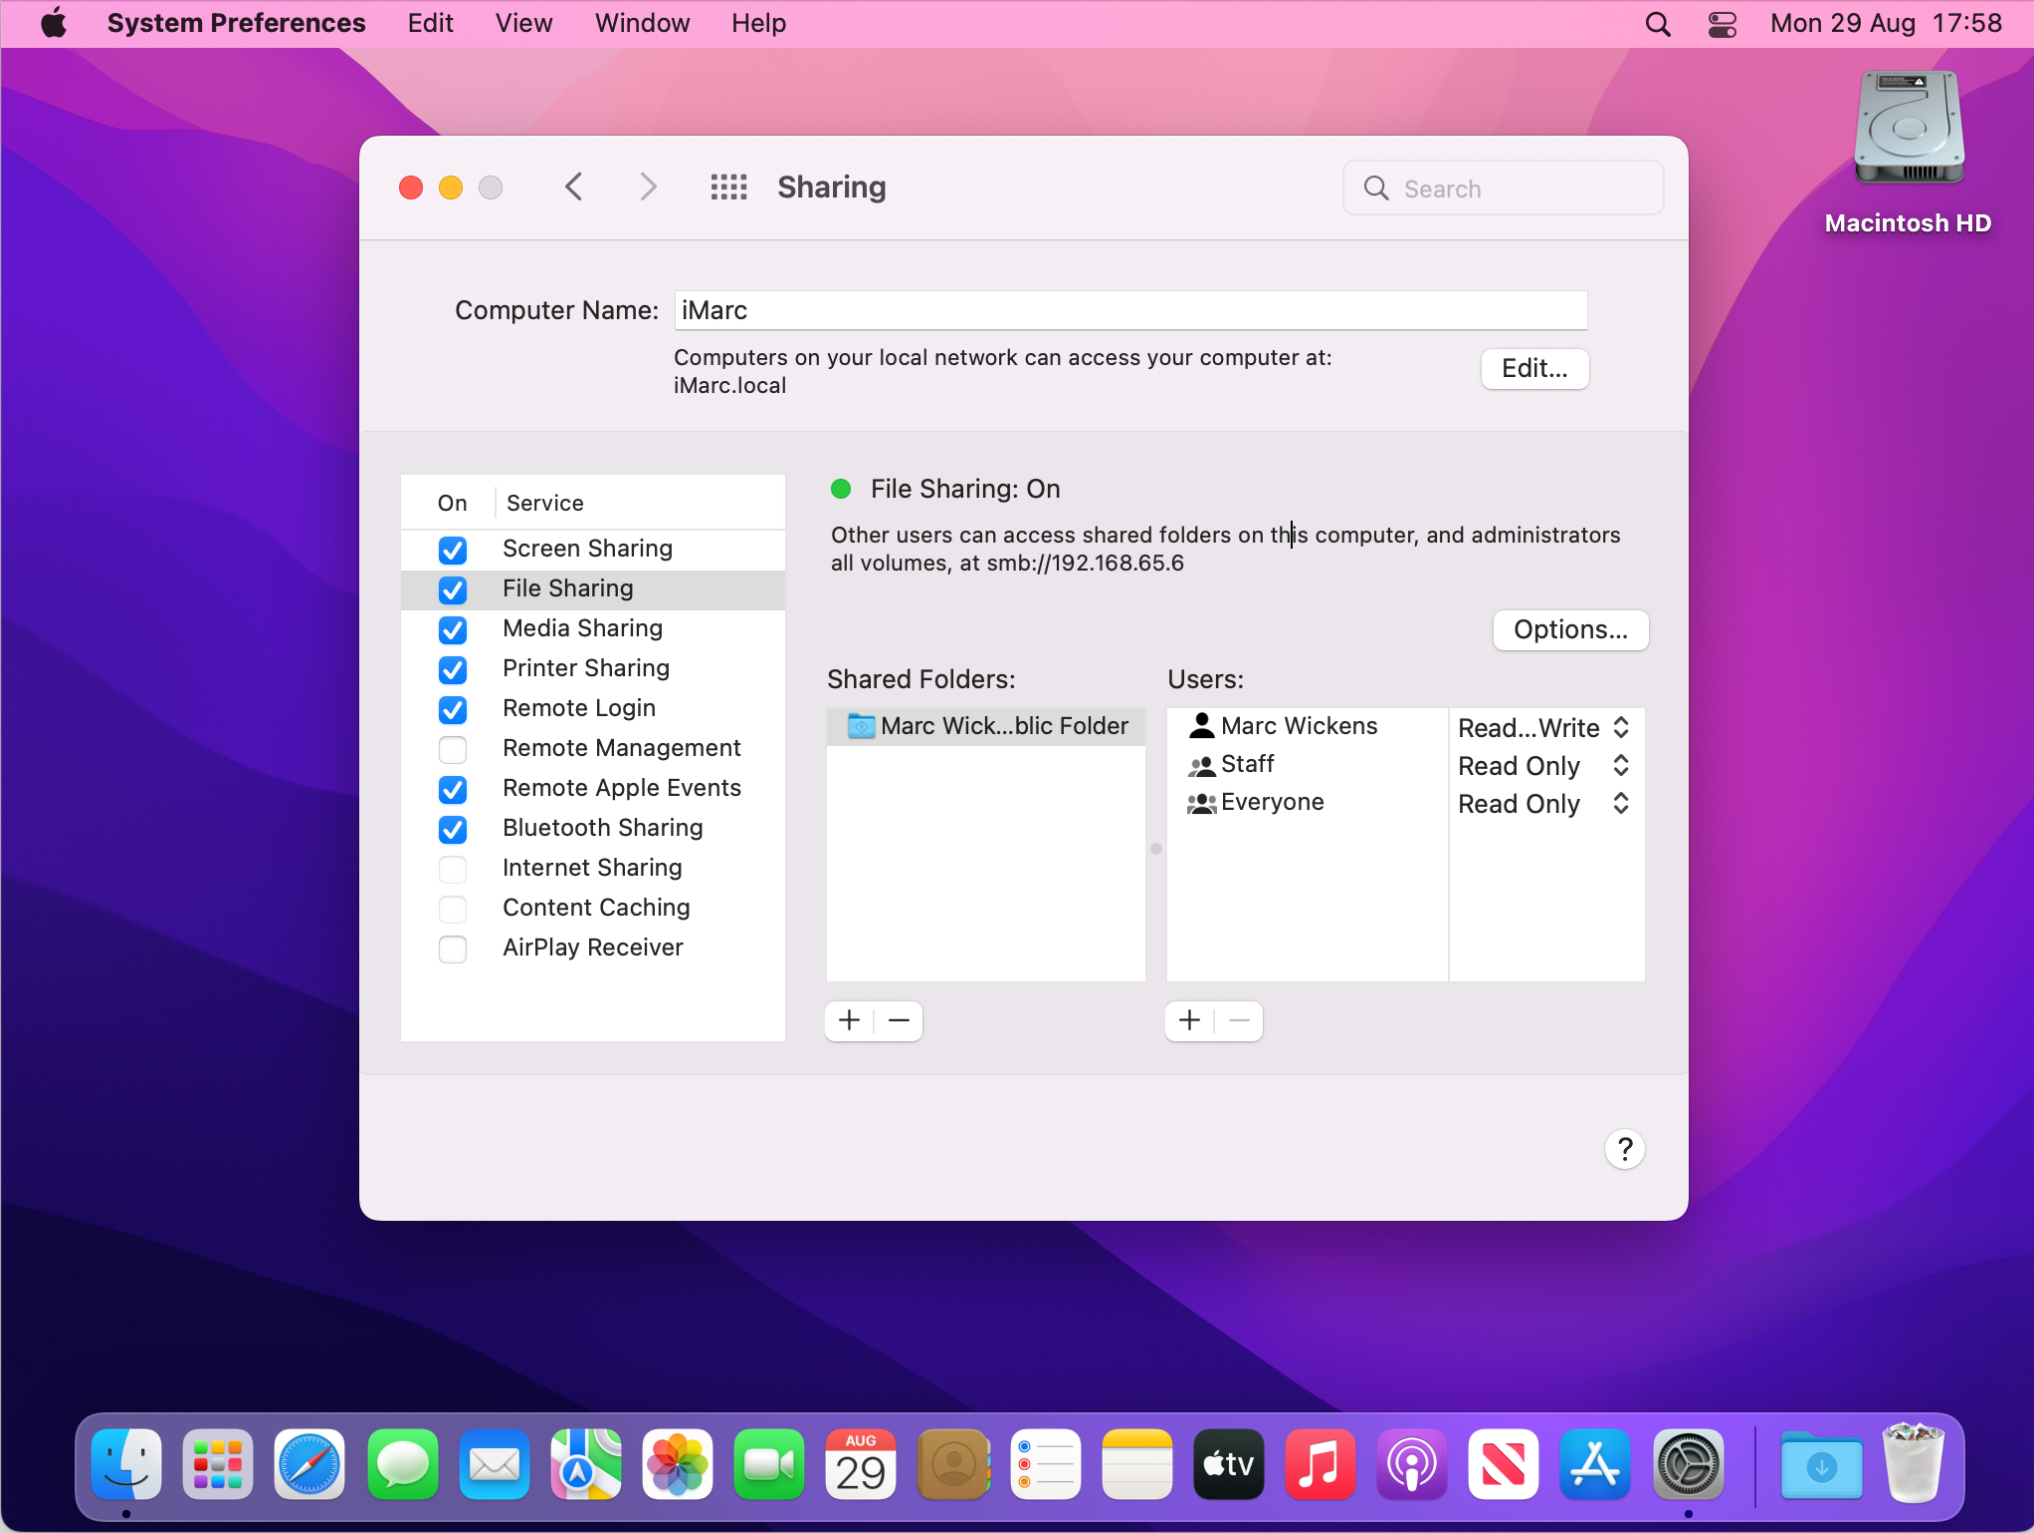 System Preferences Edit View Window Help Mon 29 Aug 17:58
Macintosh HD
Sharing
Search
Computer Name: iMarc
Computers on your local network can access your computer at:
iMarc.local
Edit...
On Service
Screen Sharing
File Sharing
Media Sharing
Printer Sharing
Remote Login
Remote Management
Remote Apple Events
Bluetooth Sharing
Internet Sharing
Content Caching
AirPlay Receiver
File Sharing: On
Other users can access shared folders on this computer, and administrators
all volumes, at smb://192.168.65.6
Options...
Shared Folders:
Marc Wick...blic Folder
Users:
Marc Wickens Read...Write
Staff Read Only
Everyone Read Only
+ −
+ −
?
AUG
29
tv